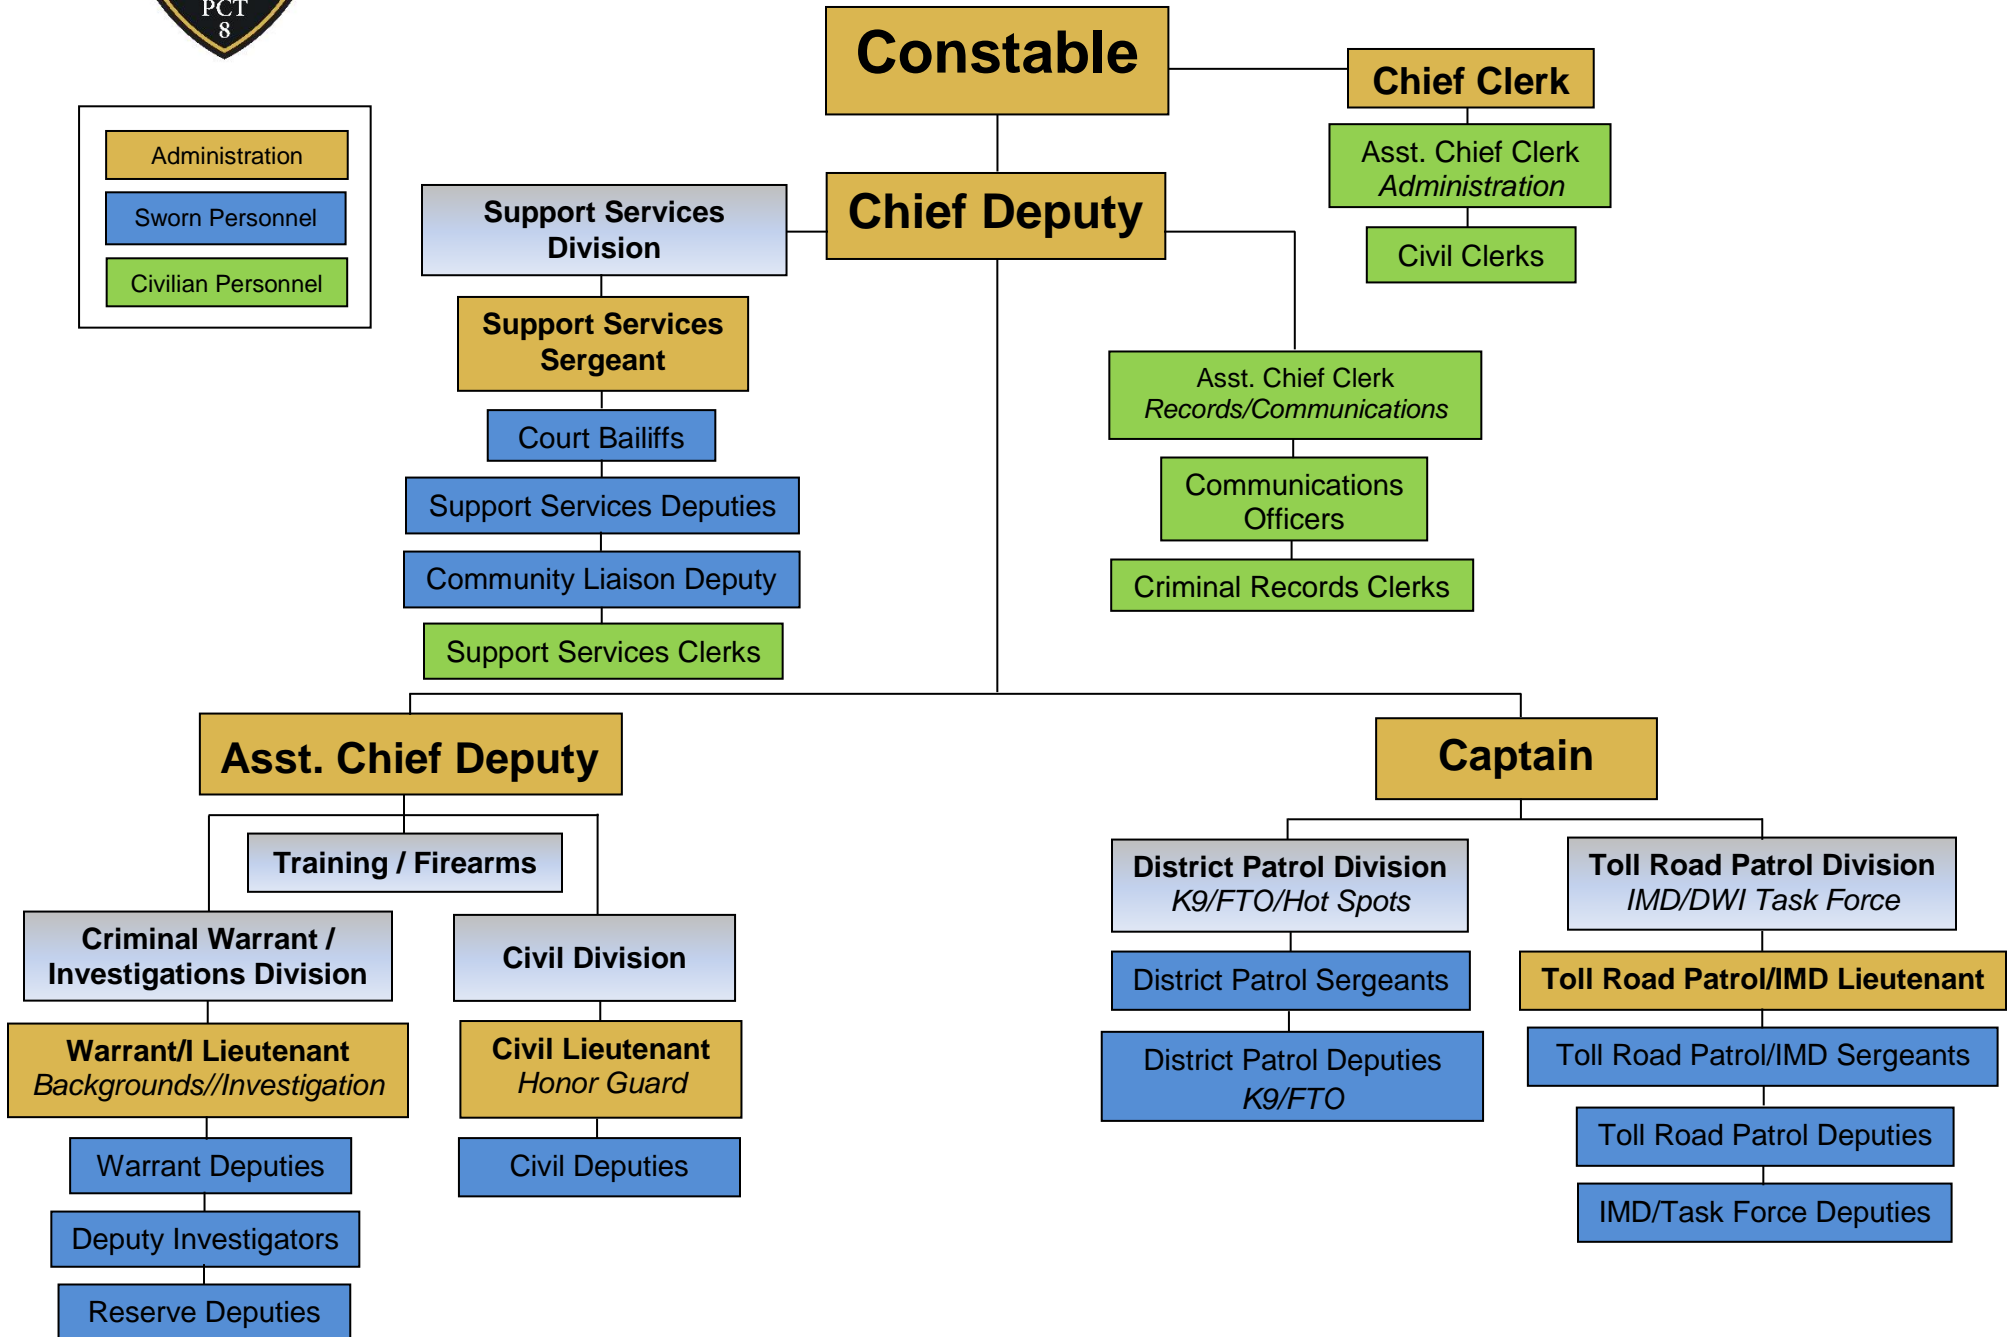 PCT
8
Constable
Chief Clerk
Asst. Chief Clerk
Administration
Civil Clerks
Administration
Sworn Personnel
Civilian Personnel
Chief Deputy
Support Services
Division
Support Services
Sergeant
Court Bailiffs
Support Services Deputies
Community Liaison Deputy
Support Services Clerks
Asst. Chief Clerk
Records/Communications
Communications
Officers
Criminal Records Clerks
Asst. Chief Deputy
Training / Firearms
Criminal Warrant /
Investigations Division
Warrant/I Lieutenant
Backgrounds//Investigation
Warrant Deputies
Deputy Investigators
Reserve Deputies
Civil Division
Civil Lieutenant
Honor Guard
Civil Deputies
Captain
District Patrol Division
K9/FTO/Hot Spots
District Patrol Sergeants
District Patrol Deputies
K9/FTO
Toll Road Patrol Division
IMD/DWI Task Force
Toll Road Patrol/IMD Lieutenant
Toll Road Patrol/IMD Sergeants
Toll Road Patrol Deputies
IMD/Task Force Deputies